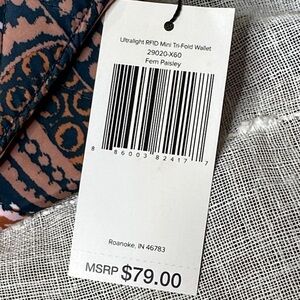 Ultralight RFID Mini Tri-Fold Wallet
29020-X60
Fern Paisley
8 86003 82417 7
Roanoke, IN 46783
MSRP $79.00